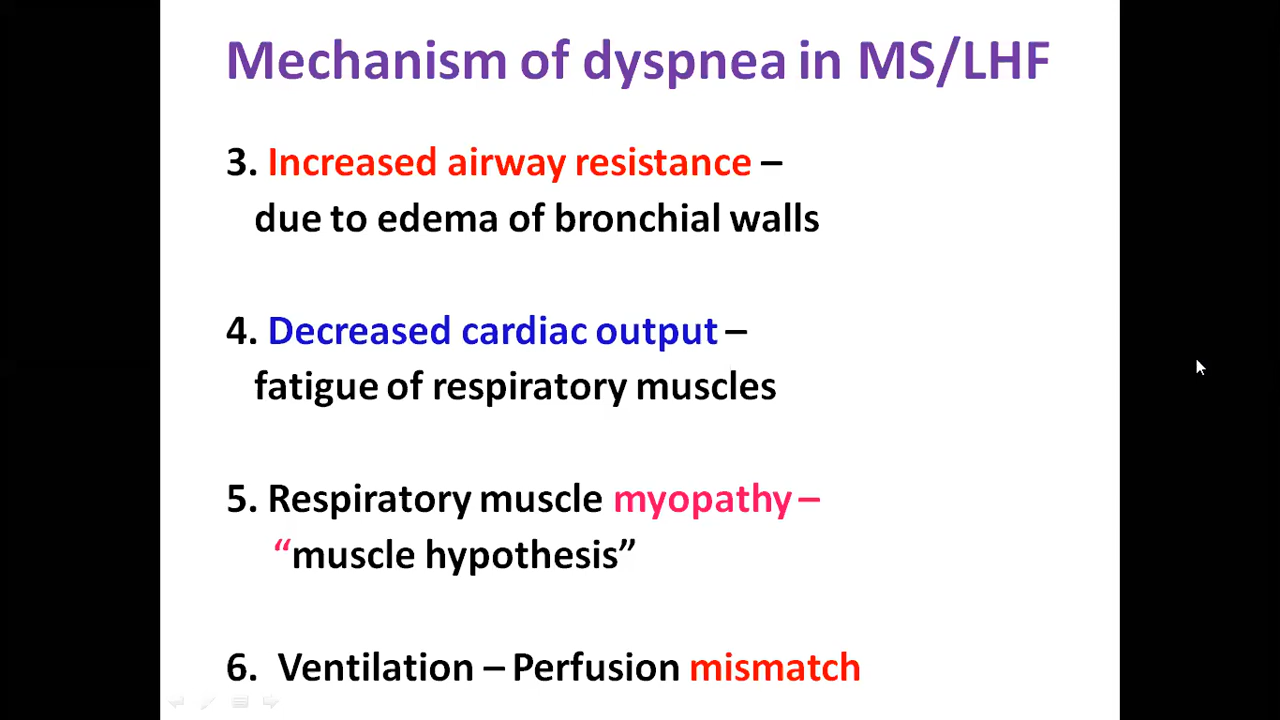 Mechanism of dyspnea in MS/LHF
3. Increased airway resistance –
due to edema of bronchial walls
4. Decreased cardiac output –
fatigue of respiratory muscles
5. Respiratory muscle myopathy –
“muscle hypothesis”
6. Ventilation – Perfusion mismatch